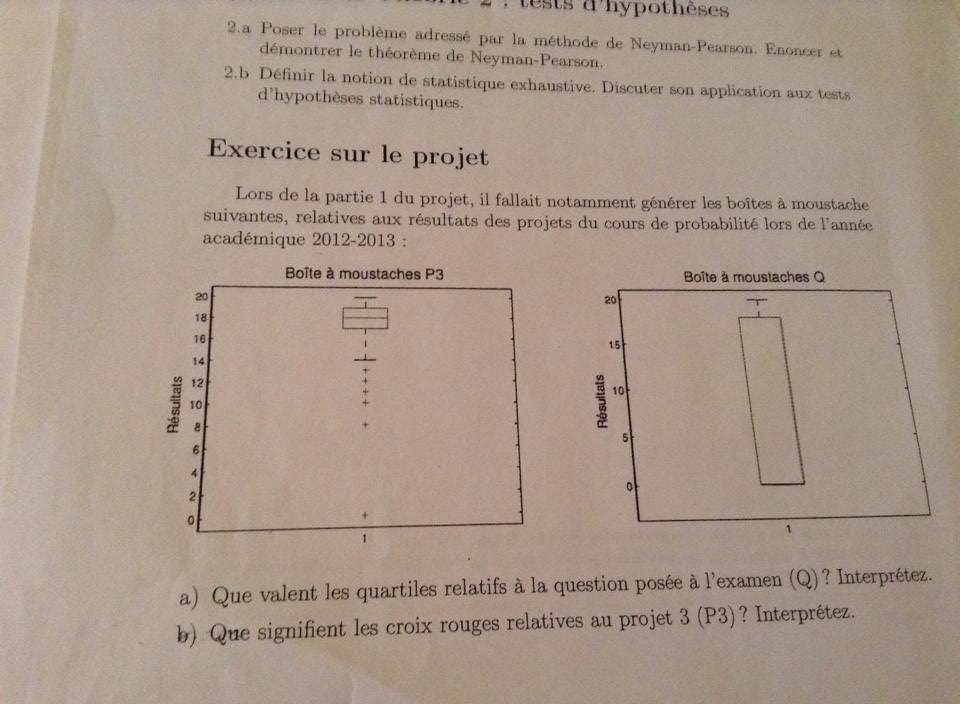 2 : tests d'hypothèses
2.a Poser le problème adressé par la méthode de Neyman-Pearson. Enoncer et
démontrer le théorème de Neyman-Pearson.
2.b Définir la notion de statistique exhaustive. Discuter son application aux tests
d'hypothèses statistiques.
Exercice sur le projet
Lors de la partie 1 du projet, il fallait notamment générer les boîtes à moustache
suivantes, relatives aux résultats des projets du cours de probabilité lors de l'année
académique 2012-2013 :
Boîte à moustaches P3
20
18
16
14
12
10
8
6
4
2
0
Résultats
1
Boîte à moustaches Q
20
15
10
5
0
Résultats
1
a) Que valent les quartiles relatifs à la question posée à l'examen (Q) ? Interprétez.
b) Que signifient les croix rouges relatives au projet 3 (P3) ? Interprétez.